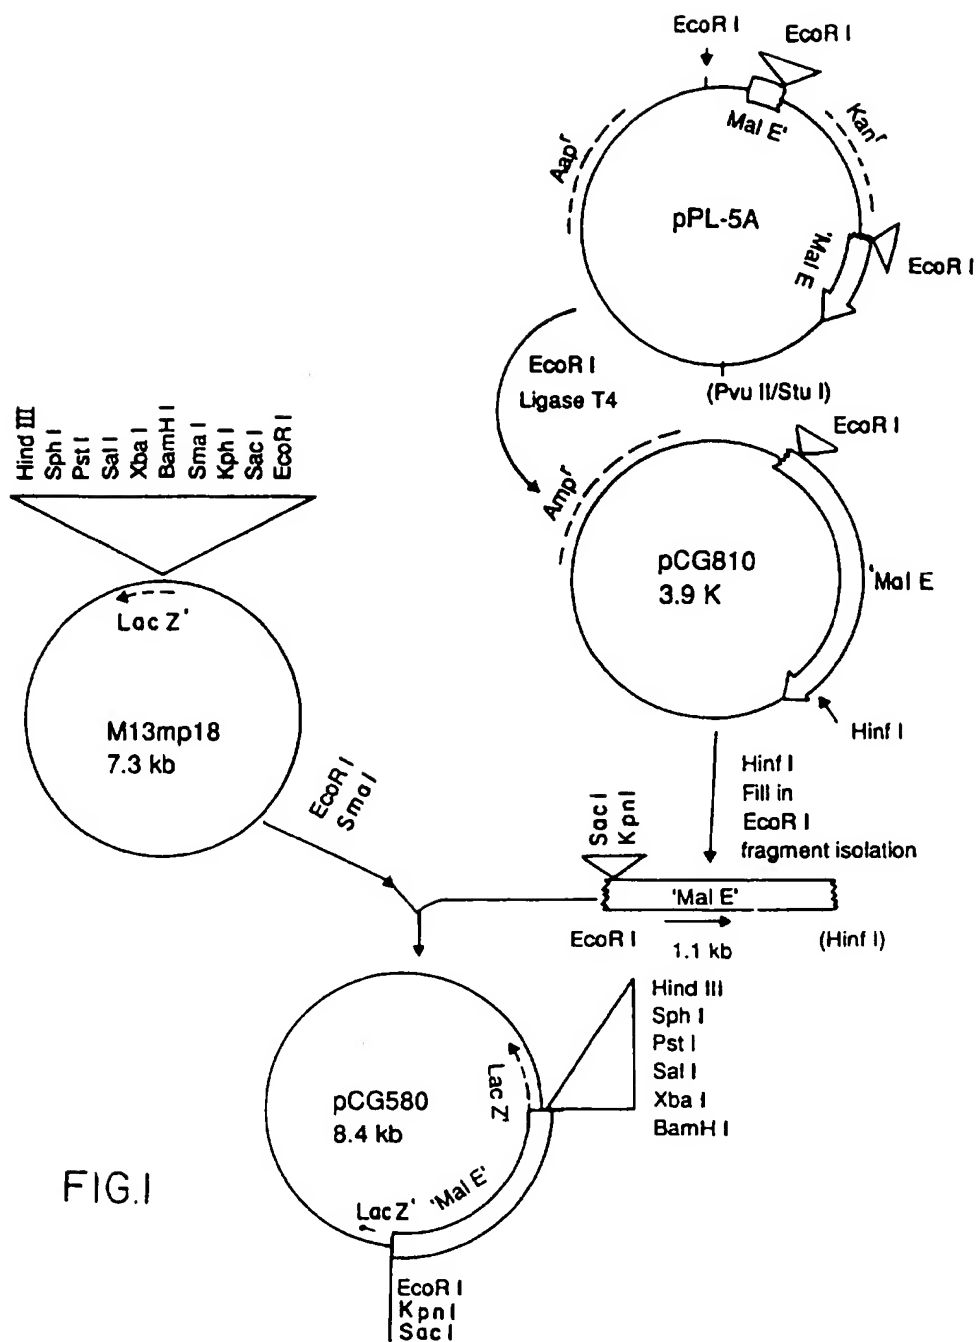 EcoR I
EcoR I
Mal E'
Kanʳ
Aapʳ
pPL-5A
'Mal E
EcoR I
EcoR I
Ligase T4
(Pvu II/Stu I)
Hind III
Sph I
Pst I
Sal I
Xba I
BamH I
Sma I
Kph I
Sac I
EcoR I
EcoR I
Ampʳ
pCG810
3.9 K
'Mal E
Lac Z'
M13mp18
7.3 kb
Hinf I
EcoR I
Sma I
Hinf I
Fill in
EcoR I
fragment isolation
Sac I
Kpn I
'Mal E'
EcoR I
1.1 kb
(Hinf I)
Hind III
Sph I
Pst I
Sal I
Xba I
BamH I
Lac Z'
pCG580
8.4 kb
'Mal E'
Lac Z'
FIG.1
EcoR I
Kpn I
Sac I